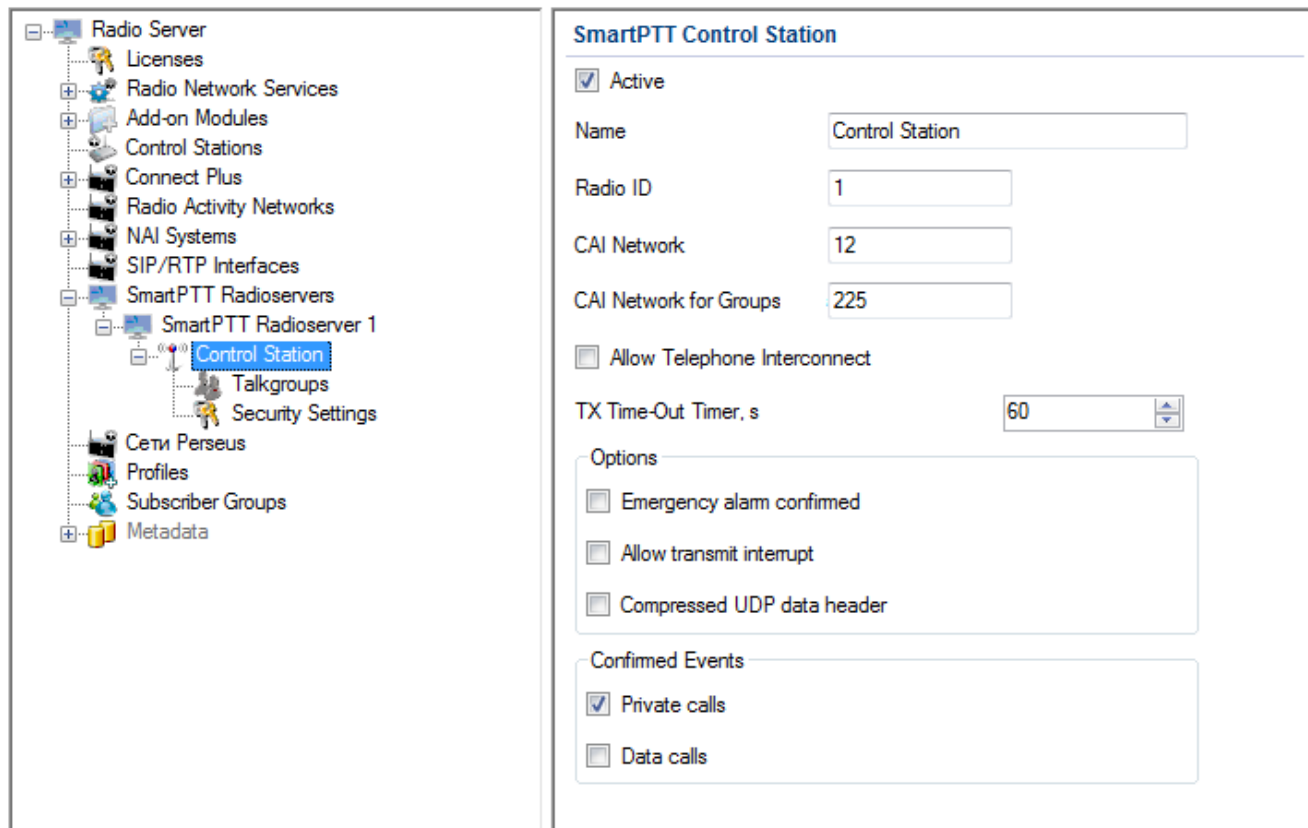 Radio Server
Licenses
Radio Network Services
Add-on Modules
Control Stations
Connect Plus
Radio Activity Networks
NAI Systems
SIP/RTP Interfaces
SmartPTT Radioservers
SmartPTT Radioserver 1
Control Station
Talkgroups
Security Settings
Сети Perseus
Profiles
Subscriber Groups
Metadata
SmartPTT Control Station
Active
Name Control Station
Radio ID 1
CAI Network 12
CAI Network for Groups 225
Allow Telephone Interconnect
TX Time-Out Timer, s 60
Options
Emergency alarm confirmed
Allow transmit interrupt
Compressed UDP data header
Confirmed Events
Private calls
Data calls